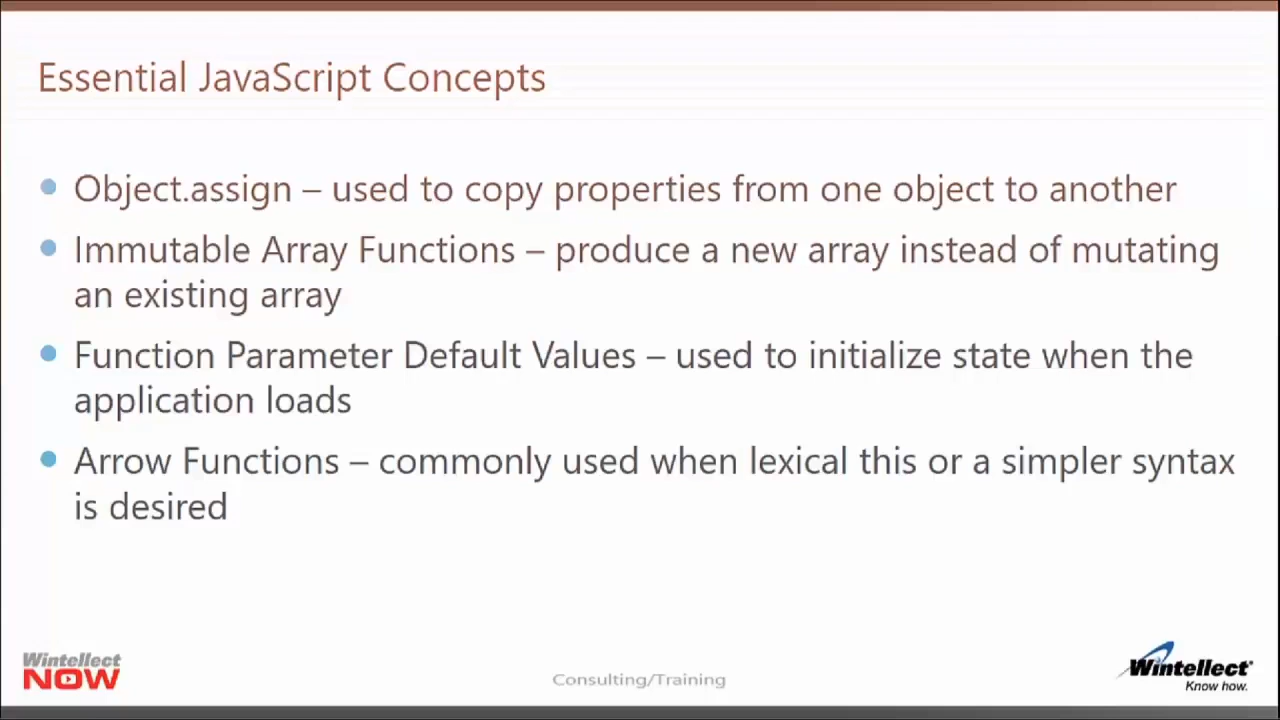 Essential JavaScript Concepts
Object.assign – used to copy properties from one object to another
Immutable Array Functions – produce a new array instead of mutating
an existing array
Function Parameter Default Values – used to initialize state when the
application loads
Arrow Functions – commonly used when lexical this or a simpler syntax
is desired
Wintellect
NOW
Consulting/Training
Wintellect
Know how.